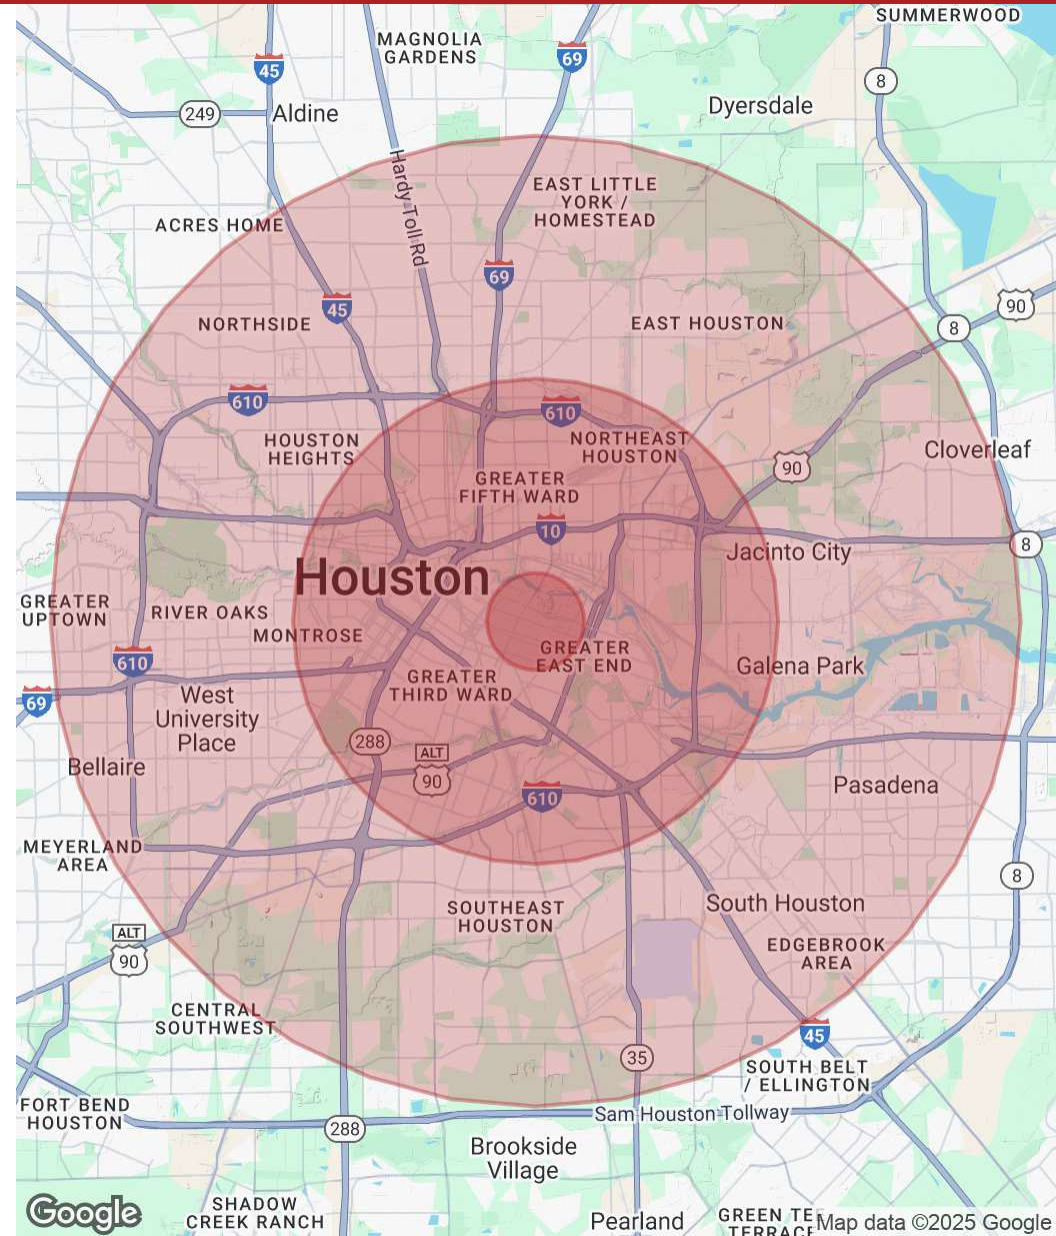 SUMMERWOOD
MAGNOLIA
GARDENS
69
45
8
249
Aldine
Dyersdale
Hardy Toll Rd
EAST LITTLE
YORK /
HOMESTEAD
ACRES HOME
69
90
45
NORTHSIDE
EAST HOUSTON
8
610
610
HOUSTON
HEIGHTS
NORTHEAST
HOUSTON
Cloverleaf
90
GREATER
FIFTH WARD
10
8
Jacinto City
Houston
GREATER
UPTOWN
RIVER OAKS
MONTROSE
610
GREATER
EAST END
Galena Park
GREATER
THIRD WARD
69
West
University
Place
288
ALT
90
Bellaire
610
Pasadena
MEYERLAND
AREA
8
SOUTHEAST
HOUSTON
South Houston
ALT
90
EDGEBROOK
AREA
CENTRAL
SOUTHWEST
45
35
SOUTH BELT
/ ELLINGTON
FORT BEND
HOUSTON
Sam Houston Tollway
288
Brookside
Village
Google
SHADOW
CREEK RANCH
Pearland
GREEN TE
TERRACE
Map data ©2025 Google